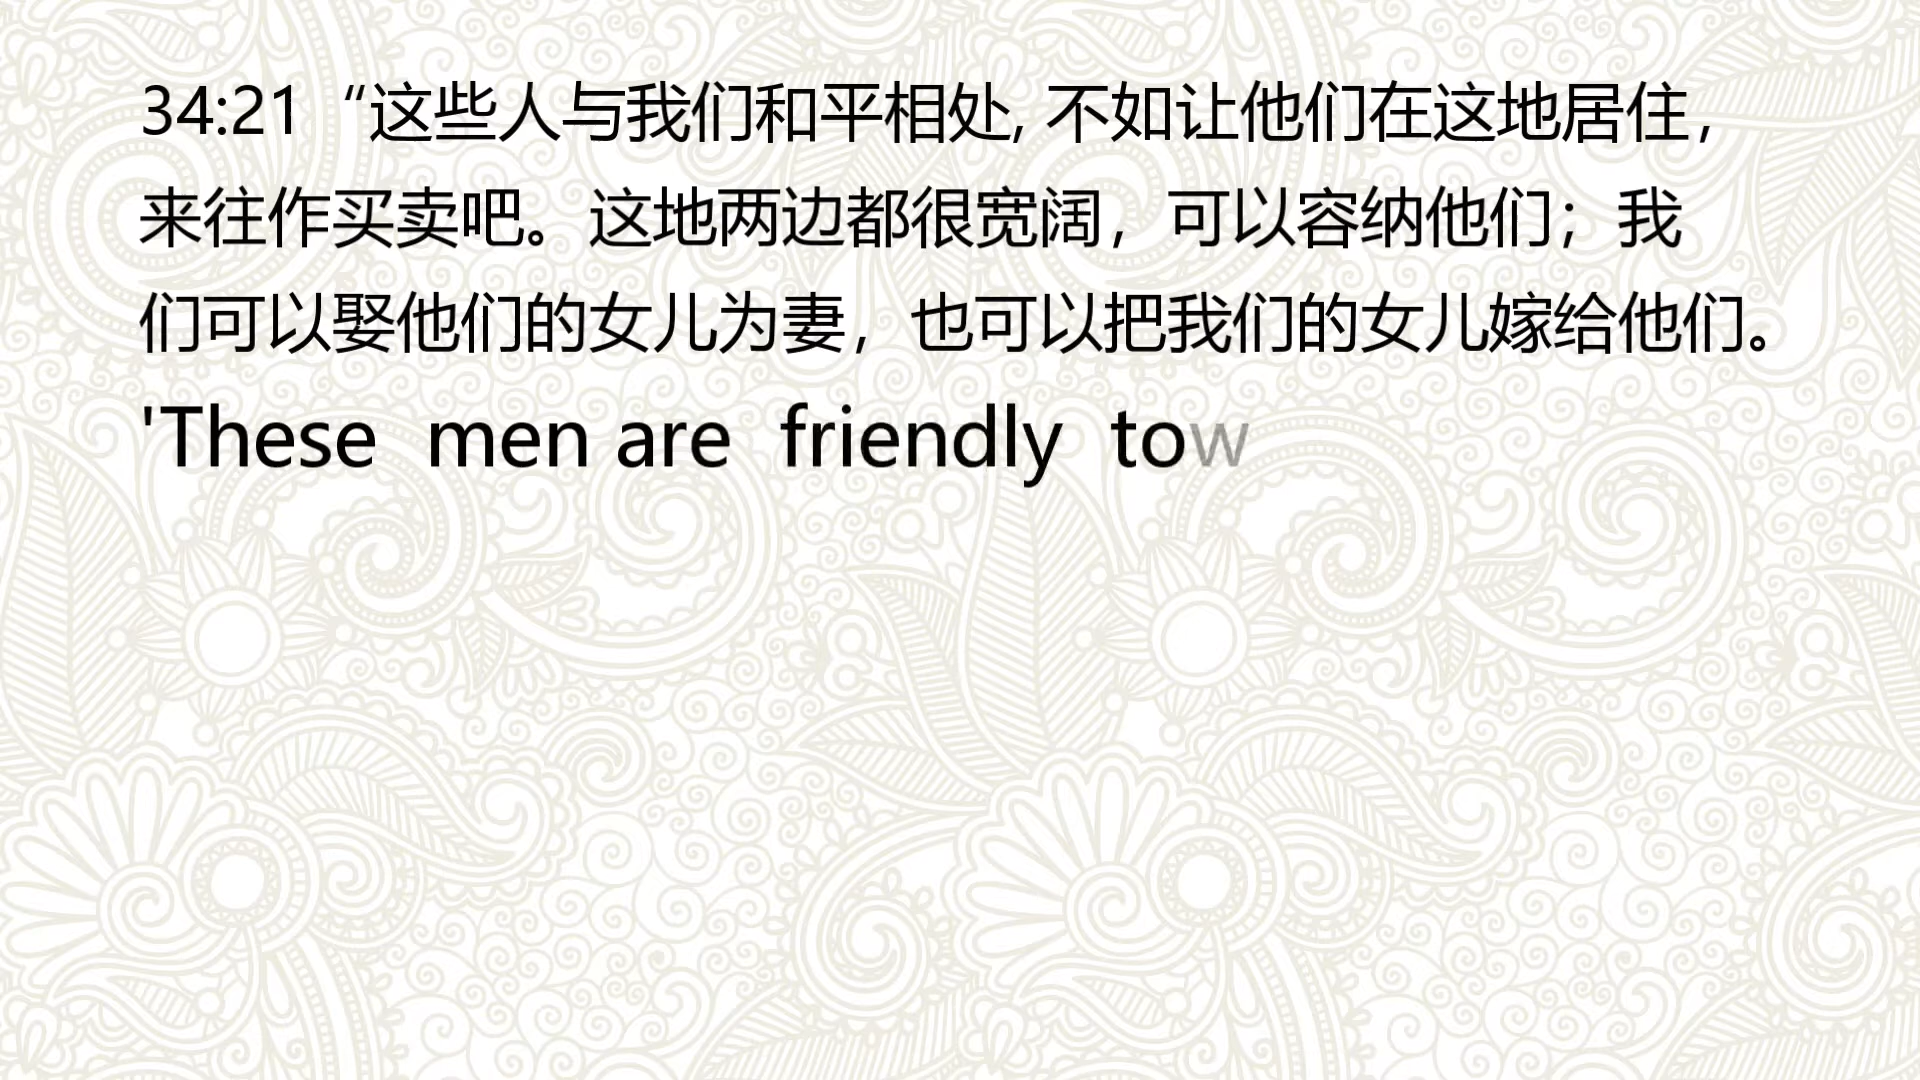 34:21 “这些人与我们和平相处, 不如让他们在这地居住，
来往作买卖吧。这地两边都很宽阔，可以容纳他们；我
们可以娶他们的女儿为妻，也可以把我们的女儿嫁给他们。
'These men are friendly tow